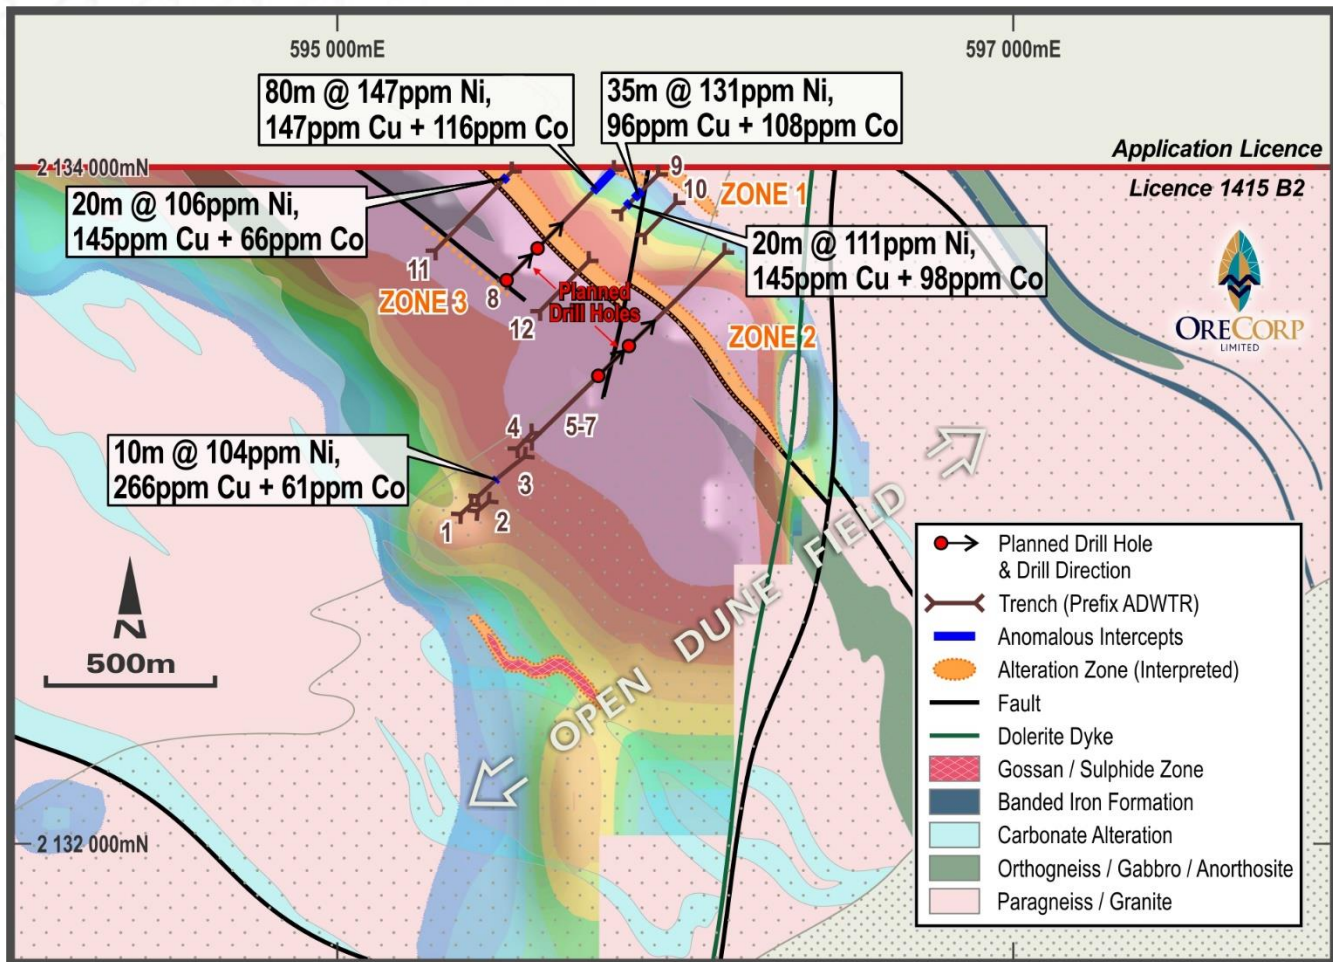 595 000mE
597 000mE
80m @ 147ppm Ni,
147ppm Cu + 116ppm Co
35m @ 131ppm Ni,
96ppm Cu + 108ppm Co
Application Licence
2 134 000mN
Licence 1415 B2
9
10
ZONE 1
20m @ 106ppm Ni,
145ppm Cu + 66ppm Co
20m @ 111ppm Ni,
145ppm Cu + 98ppm Co
11
ZONE 3
8
12
Planned
Drill Holes
ZONE 2
ORECORP
LIMITED
4
5-7
10m @ 104ppm Ni,
266ppm Cu + 61ppm Co
3
2
1
OPEN DUNE FIELD
N
500m
Planned Drill Hole
& Drill Direction
Trench (Prefix ADWTR)
Anomalous Intercepts
Alteration Zone (Interpreted)
Fault
Dolerite Dyke
Gossan / Sulphide Zone
Banded Iron Formation
Carbonate Alteration
Orthogneiss / Gabbro / Anorthosite
Paragneiss / Granite
2 132 000mN